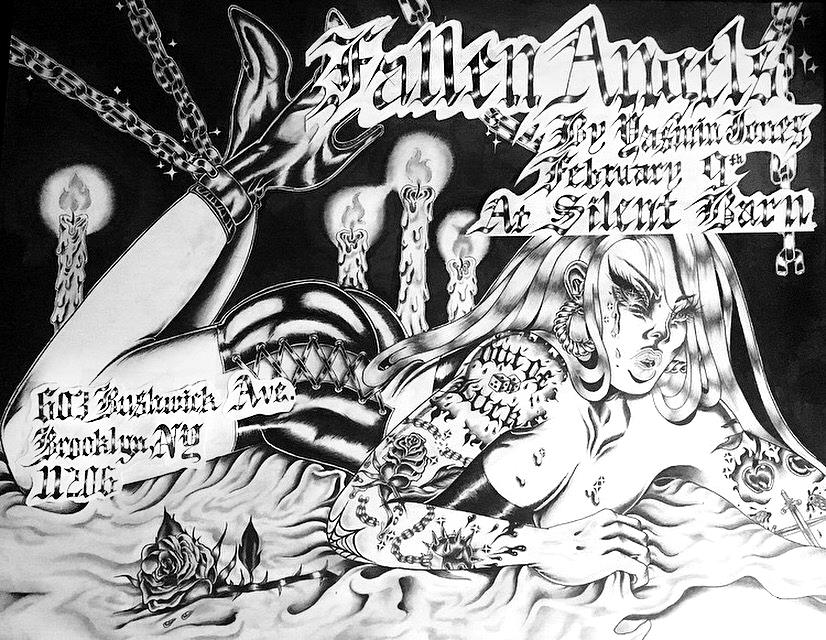 Fallen Angels
By Yasmin Jones
February 9th
At Silent Barn
out of
luck
603 Bushwick Ave.
Brooklyn, NY
11206